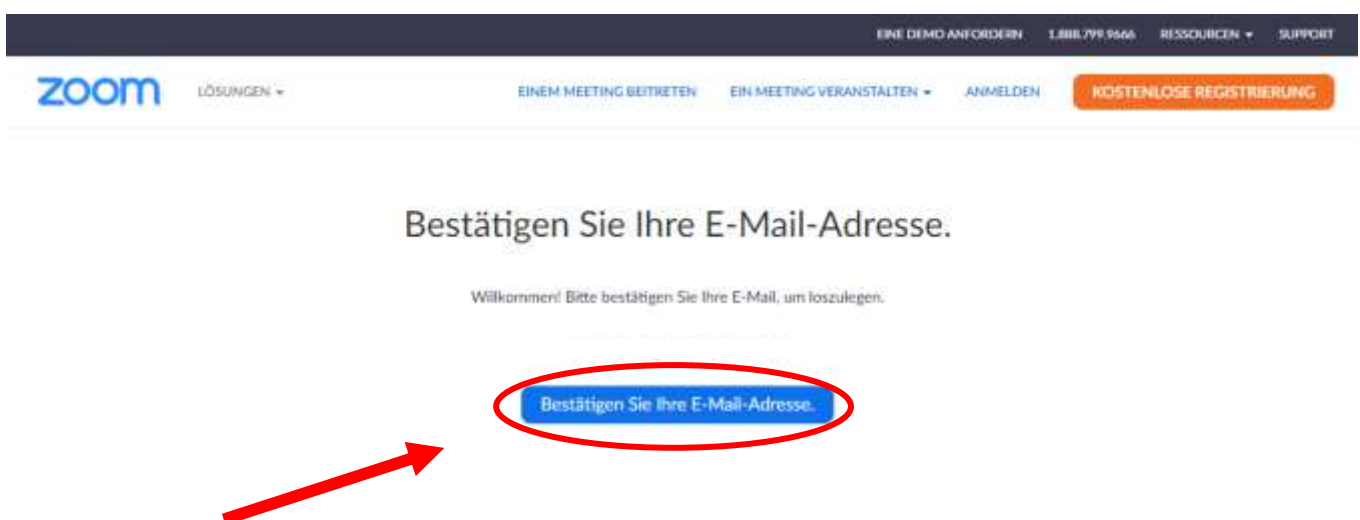 EINE DEMO ANFORDERN 1.888.799.9666 RESSOURCEN SUPPORT
zoom LÖSUNGEN EINEM MEETING BEITRETEN EIN MEETING VERANSTALTEN ANMELDEN KOSTENLOSE REGISTRIERUNG
Bestätigen Sie Ihre E-Mail-Adresse.
Willkommen! Bitte bestätigen Sie Ihre E-Mail, um loszulegen.
Bestätigen Sie Ihre E-Mail-Adresse.